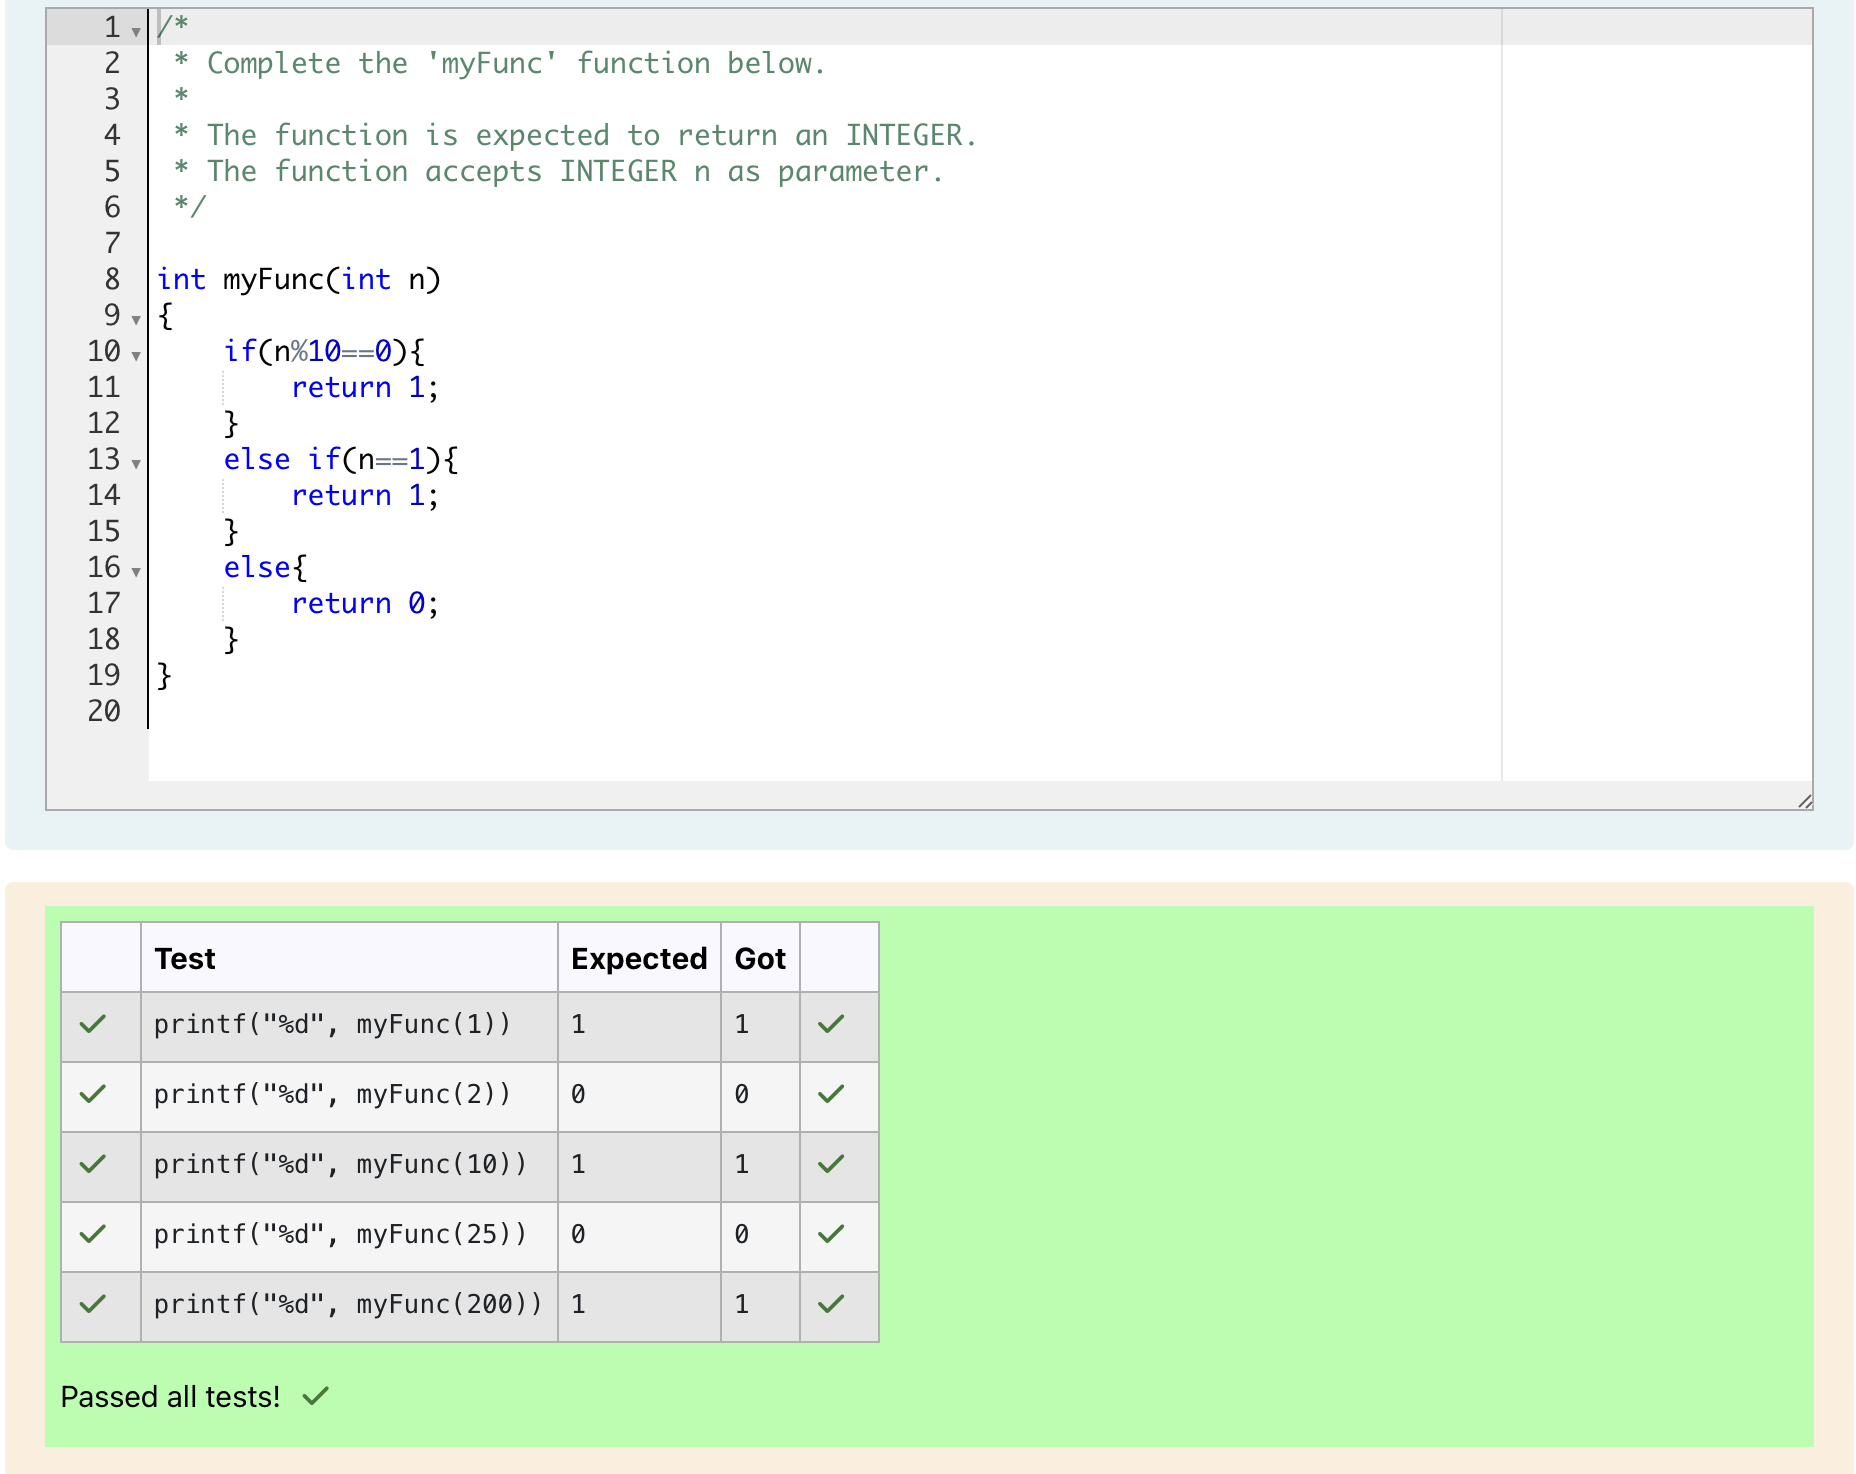 1 /*
2  * Complete the 'myFunc' function below.
3  *
4  * The function is expected to return an INTEGER.
5  * The function accepts INTEGER n as parameter.
6  */
7
8 int myFunc(int n)
9 {
10     if(n%10==0){
11         return 1;
12     }
13     else if(n==1){
14         return 1;
15     }
16     else{
17         return 0;
18     }
19 }
20
Test Expected Got
printf("%d", myFunc(1)) 1 1
printf("%d", myFunc(2)) 0 0
printf("%d", myFunc(10)) 1 1
printf("%d", myFunc(25)) 0 0
printf("%d", myFunc(200)) 1 1
Passed all tests!